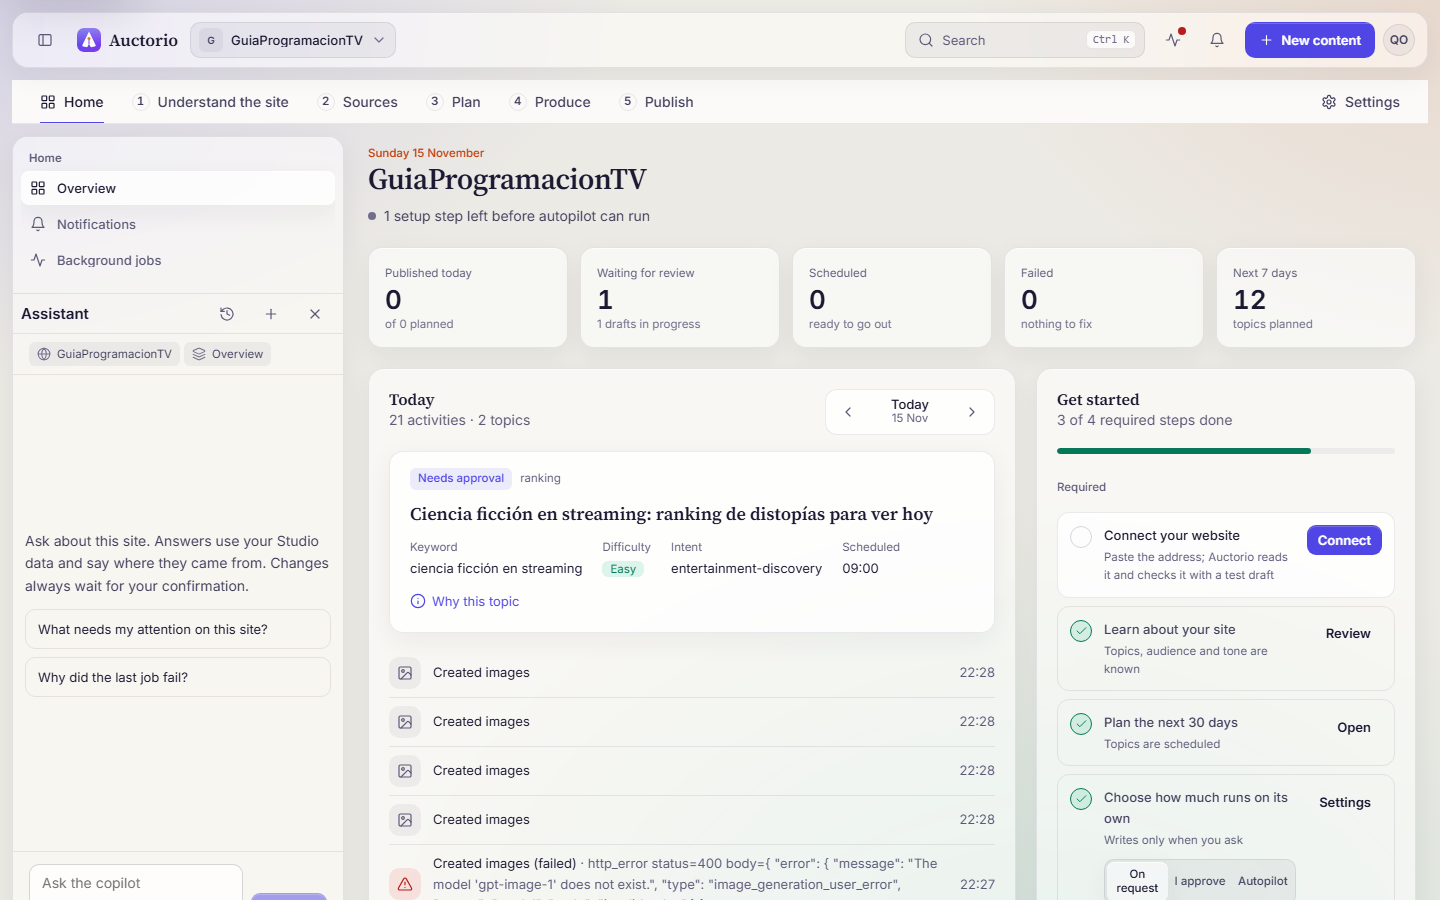 Auctorio
G GuiaProgramacionTV
Search Ctrl K
New content
QO
Home
1 Understand the site
2 Sources
3 Plan
4 Produce
5 Publish
Settings
Home
Overview
Notifications
Background jobs
Assistant
GuiaProgramacionTV Overview
Ask about this site. Answers use your Studio
data and say where they came from. Changes
always wait for your confirmation.
What needs my attention on this site?
Why did the last job fail?
Ask the copilot
Sunday 15 November
GuiaProgramacionTV
1 setup step left before autopilot can run
Published today
0
of 0 planned
Waiting for review
1
1 drafts in progress
Scheduled
0
ready to go out
Failed
0
nothing to fix
Next 7 days
12
topics planned
Today
21 activities · 2 topics
Today
15 Nov
Needs approval ranking
Ciencia ficción en streaming: ranking de distopías para ver hoy
Keyword
ciencia ficción en streaming
Difficulty
Easy
Intent
entertainment-discovery
Scheduled
09:00
Why this topic
Created images 22:28
Created images 22:28
Created images 22:28
Created images 22:28
Created images (failed) · http_error status=400 body={ "error": { "message": "The
model 'gpt-image-1' does not exist.", "type": "image_generation_user_error",
22:27
Get started
3 of 4 required steps done
Required
Connect your website
Paste the address; Auctorio reads
it and checks it with a test draft
Connect
Learn about your site
Topics, audience and tone are
known
Review
Plan the next 30 days
Topics are scheduled
Open
Choose how much runs on its
own
Writes only when you ask
Settings
On
request
I approve
Autopilot